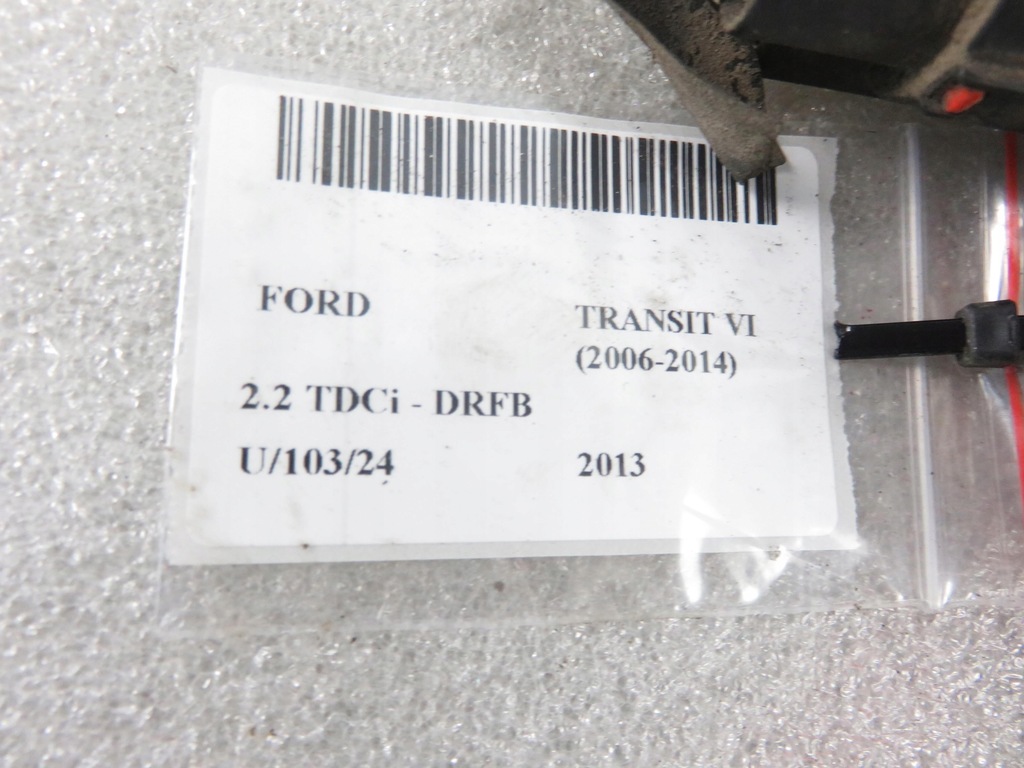 FORD TRANSIT VI
(2006-2014)
2.2 TDCi - DRFB
U/103/24 2013